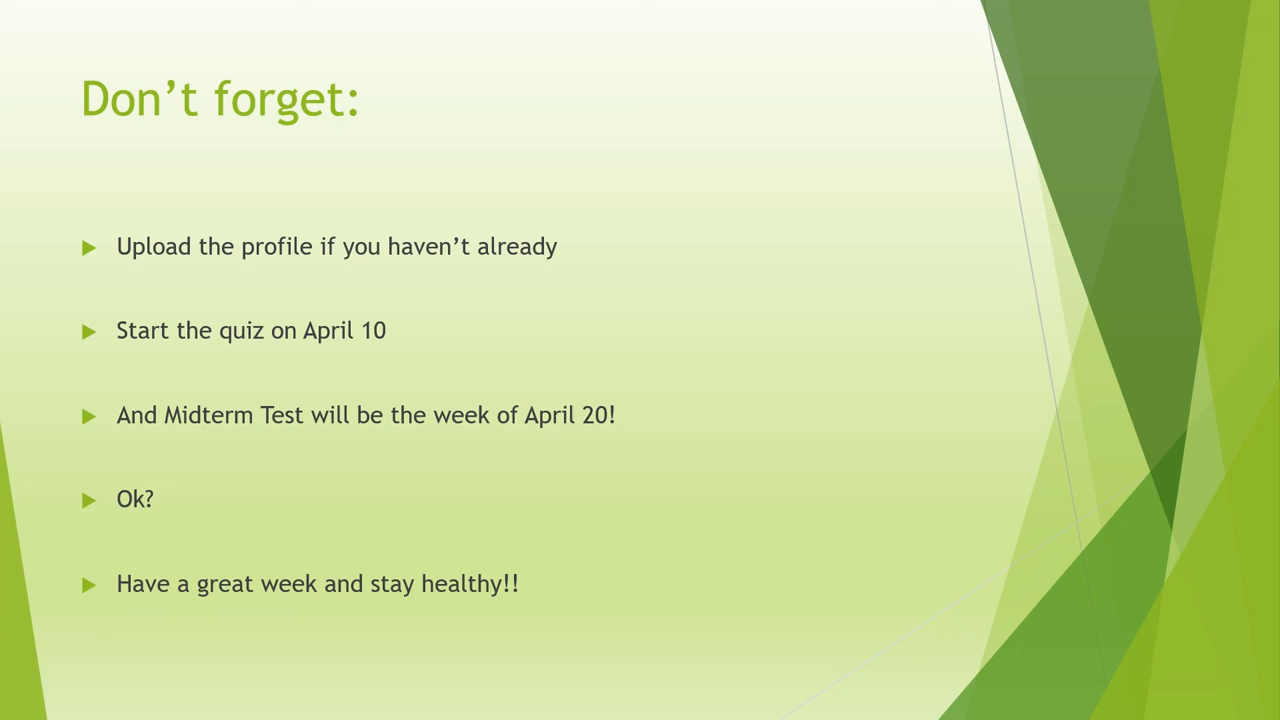 Don’t forget:
Upload the profile if you haven’t already
Start the quiz on April 10
And Midterm Test will be the week of April 20!
Ok?
Have a great week and stay healthy!!